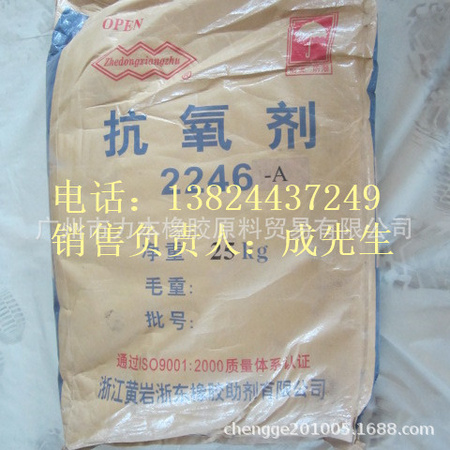 OPEN
Zhedongxiangzhu
抗氧剂
2246-A
电话：13824437249
广州市力本橡胶原料贸易有限公司
销售负责人：成先生
净重：25kg
毛重：
批号：
通过ISO9001:2000质量体系认证
浙江黄岩浙东橡胶助剂有限公司
chengge201005.1688.com